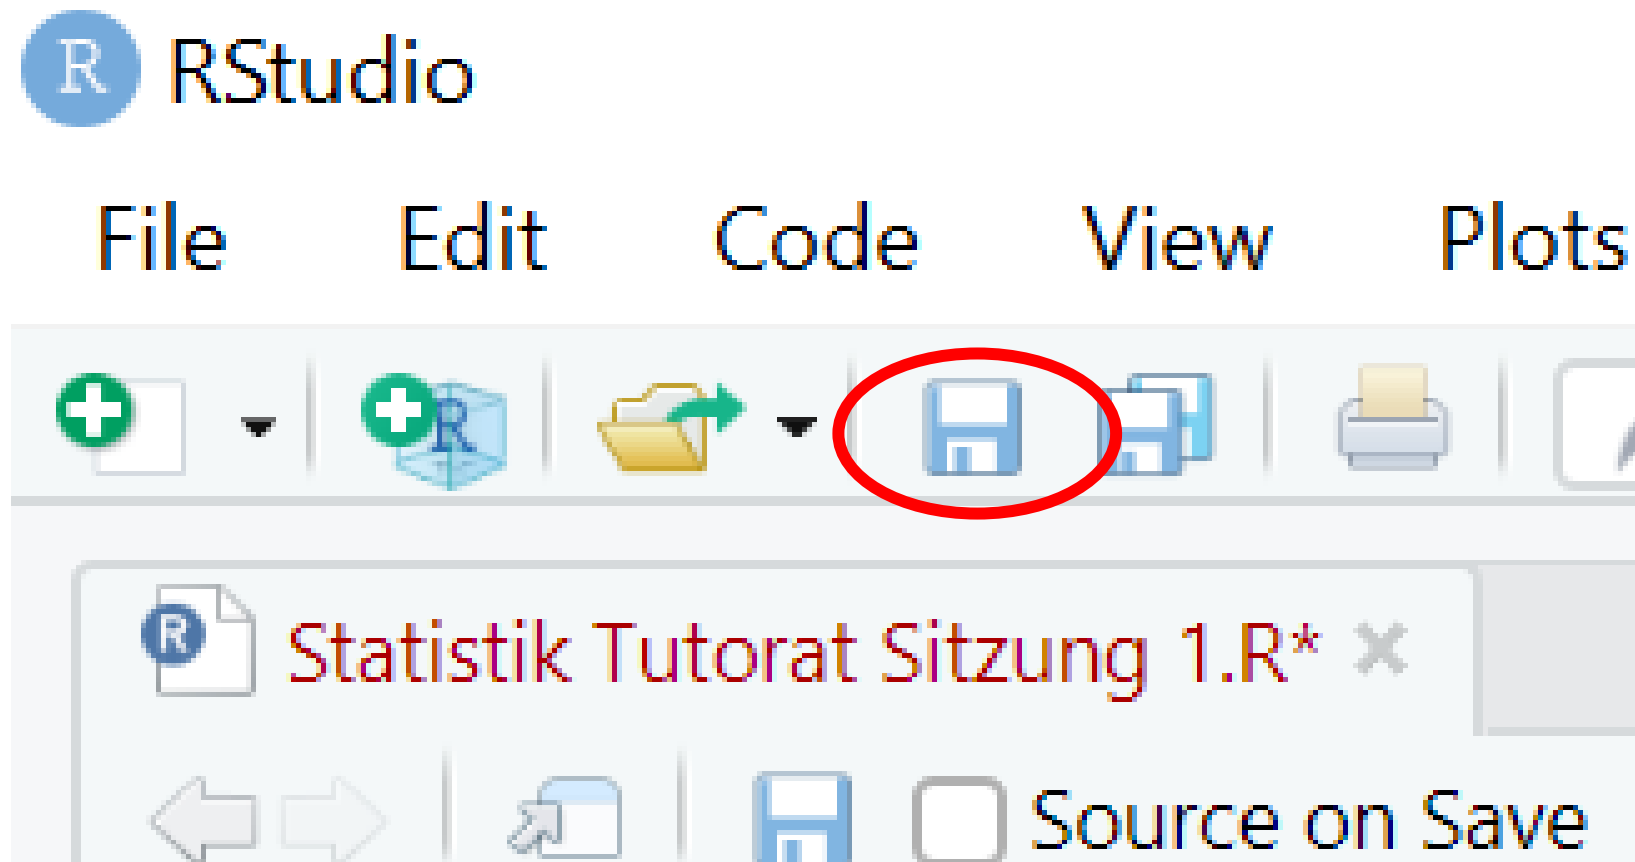 R RStudio
File Edit Code View Plots
R
R Statistik Tutorat Sitzung 1.R* ×
Source on Save